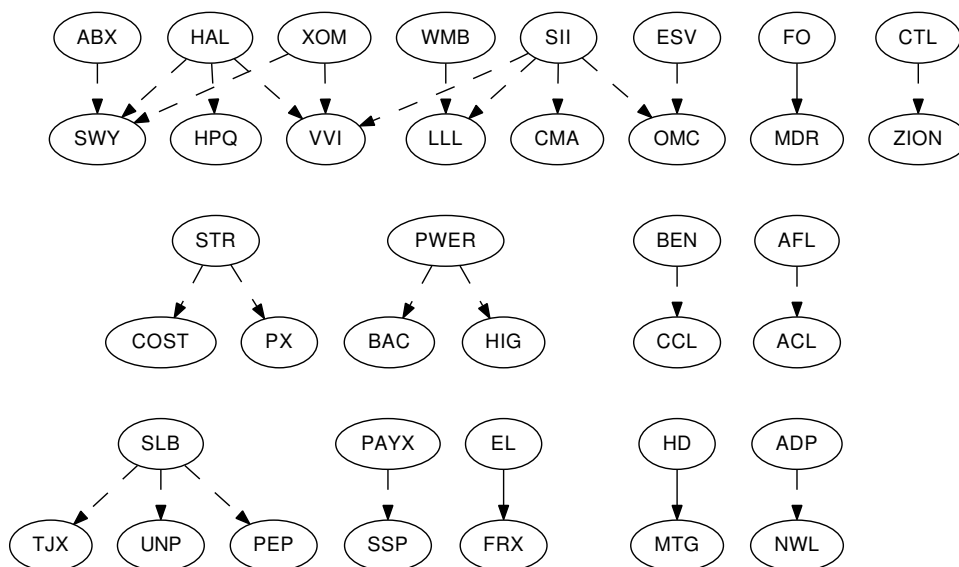 ABX HAL XOM WMB SII ESV FO CTL
SWY HPQ VVI LLL CMA OMC MDR ZION
STR PWER BEN AFL
COST PX BAC HIG CCL ACL
SLB PAYX EL HD ADP
TJX UNP PEP SSP FRX MTG NWL